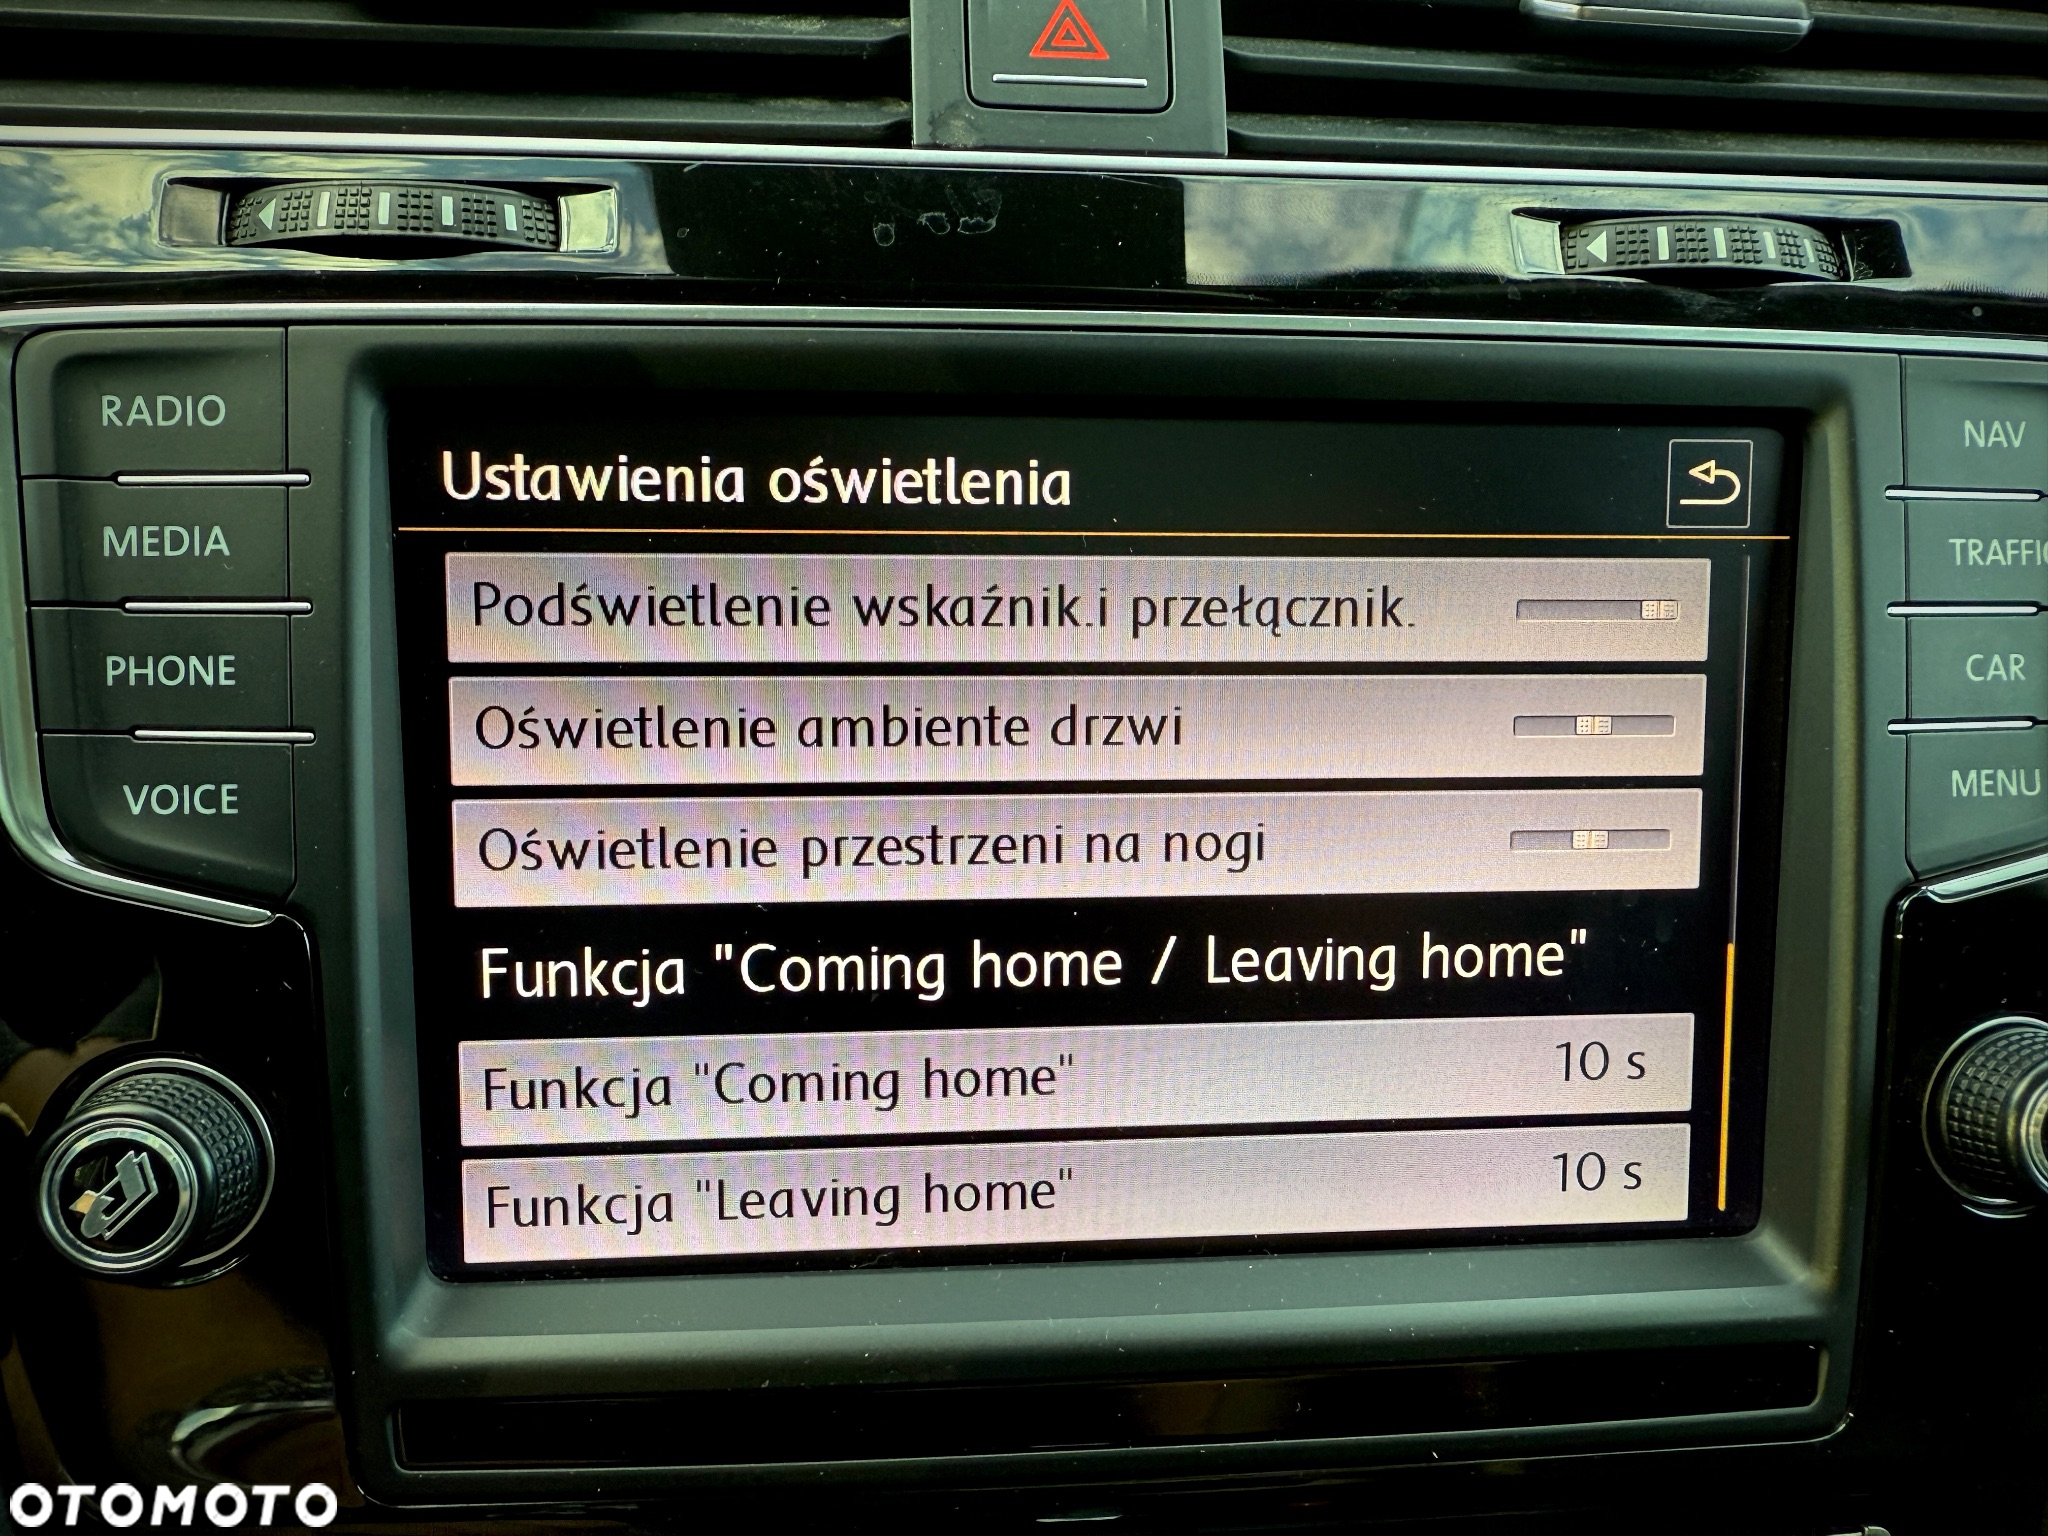 RADIO
MEDIA
PHONE
VOICE
Ustawienia oświetlenia
Podświetlenie wskaźnik.i przełącznik.
Oświetlenie ambiente drzwi
Oświetlenie przestrzeni na nogi
Funkcja "Coming home / Leaving home"
Funkcja "Coming home" 10 s
Funkcja "Leaving home" 10 s
NAV
TRAFFIC
CAR
MENU
OTOMOTO